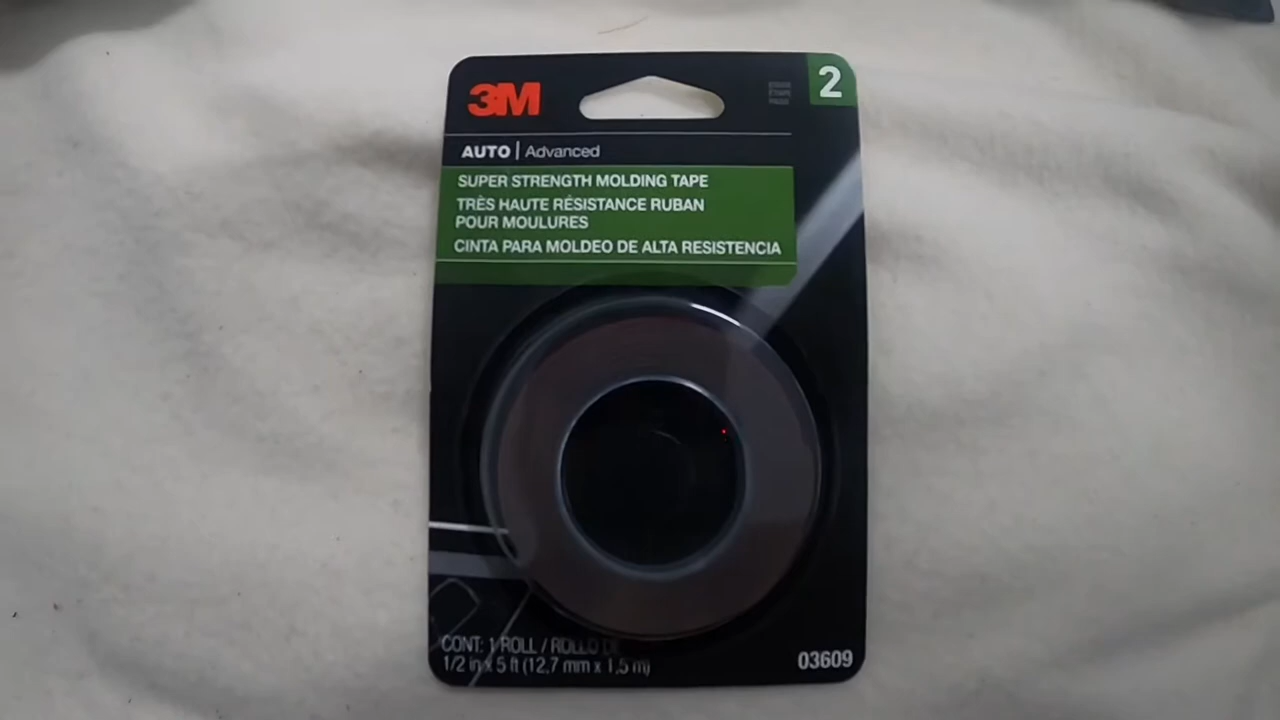 3M
2
AUTO | Advanced
SUPER STRENGTH MOLDING TAPE
TRÈS HAUTE RÉSISTANCE RUBAN
POUR MOULURES
CINTA PARA MOLDEO DE ALTA RESISTENCIA
CONT: 1 ROLL / ROLLO DE
1/2 in x 5 ft (12,7 mm x 1,5 m)
03609